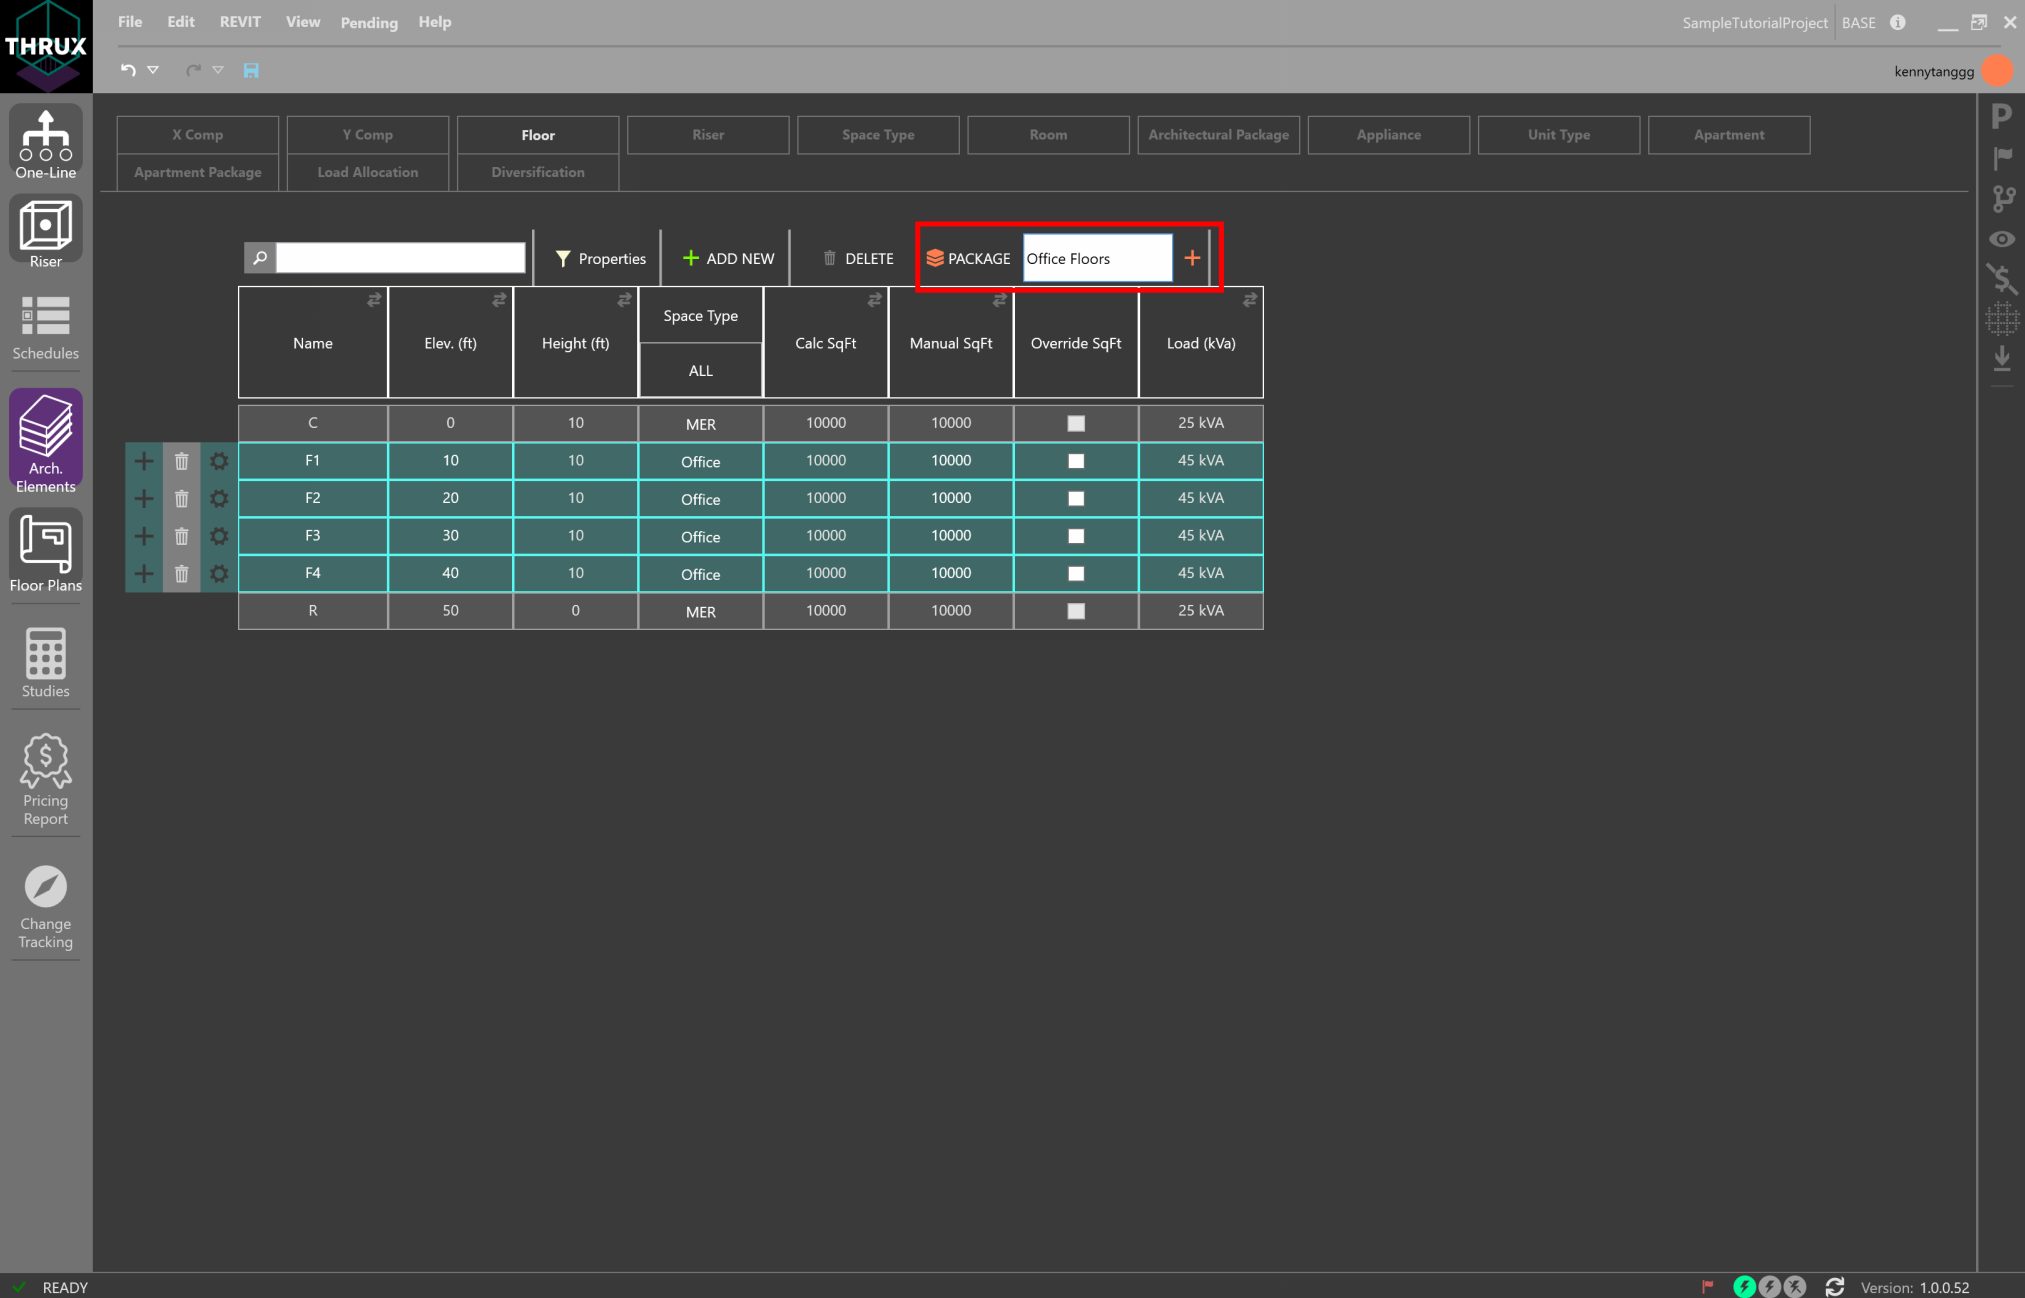 THRUX
File Edit REVIT View Pending Help
SampleTutorialProject BASE
kennytanggg
One-Line
Riser
Schedules
Arch.
Elements
Floor Plans
Studies
Pricing
Report
Change
Tracking
X Comp Y Comp Floor Riser Space Type Room Architectural Package Appliance Unit Type Apartment
Apartment Package Load Allocation Diversification
Properties ADD NEW DELETE PACKAGE Office Floors
Name Elev. (ft) Height (ft) Space Type Calc SqFt Manual SqFt Override SqFt Load (kVa)
ALL
C 0 10 MER 10000 10000 25 kVA
F1 10 10 Office 10000 10000 45 kVA
F2 20 10 Office 10000 10000 45 kVA
F3 30 10 Office 10000 10000 45 kVA
F4 40 10 Office 10000 10000 45 kVA
R 50 0 MER 10000 10000 25 kVA
P
READY
Version: 1.0.0.52